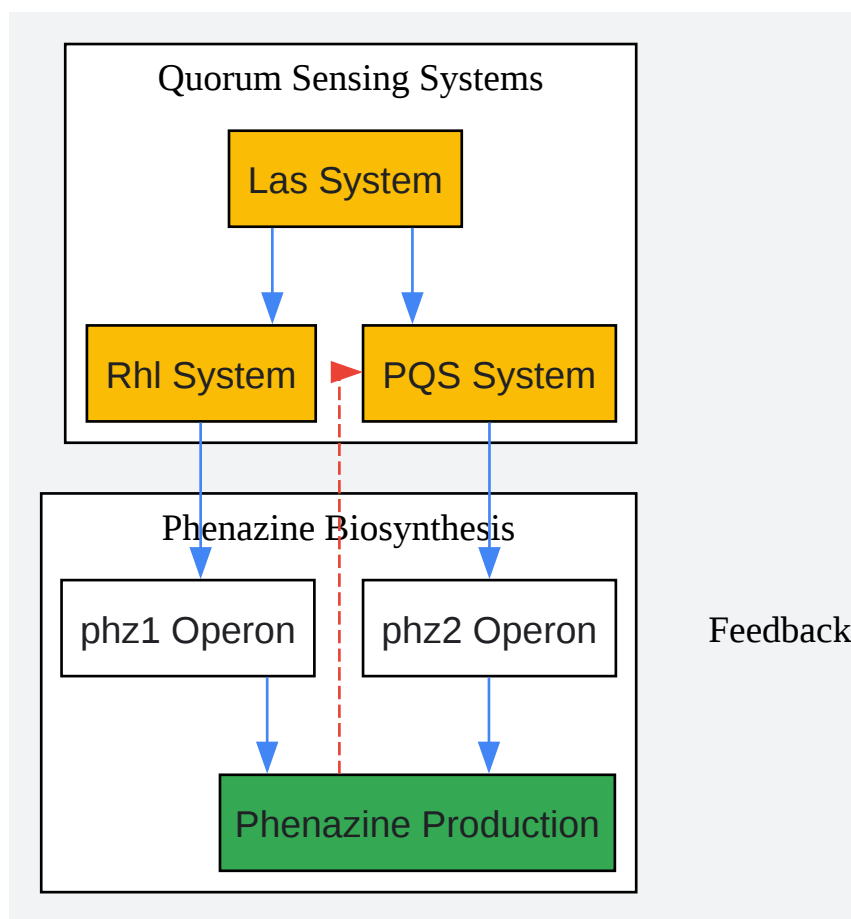 Quorum Sensing Systems
Las System
Rhl System
PQS System
Phenazine Biosynthesis
phz1 Operon
phz2 Operon
Feedback
Phenazine Production